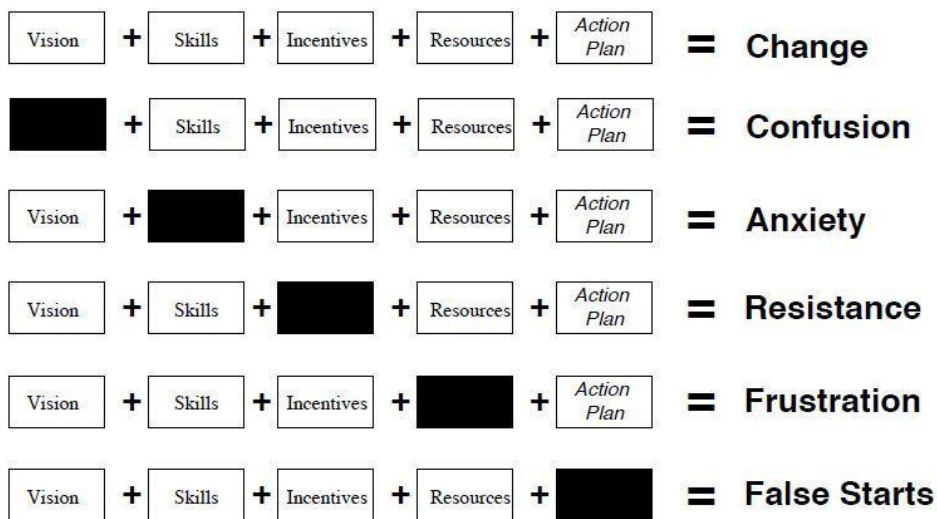 Vision + Skills + Incentives + Resources + Action Plan = Change
+ Skills + Incentives + Resources + Action Plan = Confusion
Vision + + Incentives + Resources + Action Plan = Anxiety
Vision + Skills + + Resources + Action Plan = Resistance
Vision + Skills + Incentives + + Action Plan = Frustration
Vision + Skills + Incentives + Resources + = False Starts